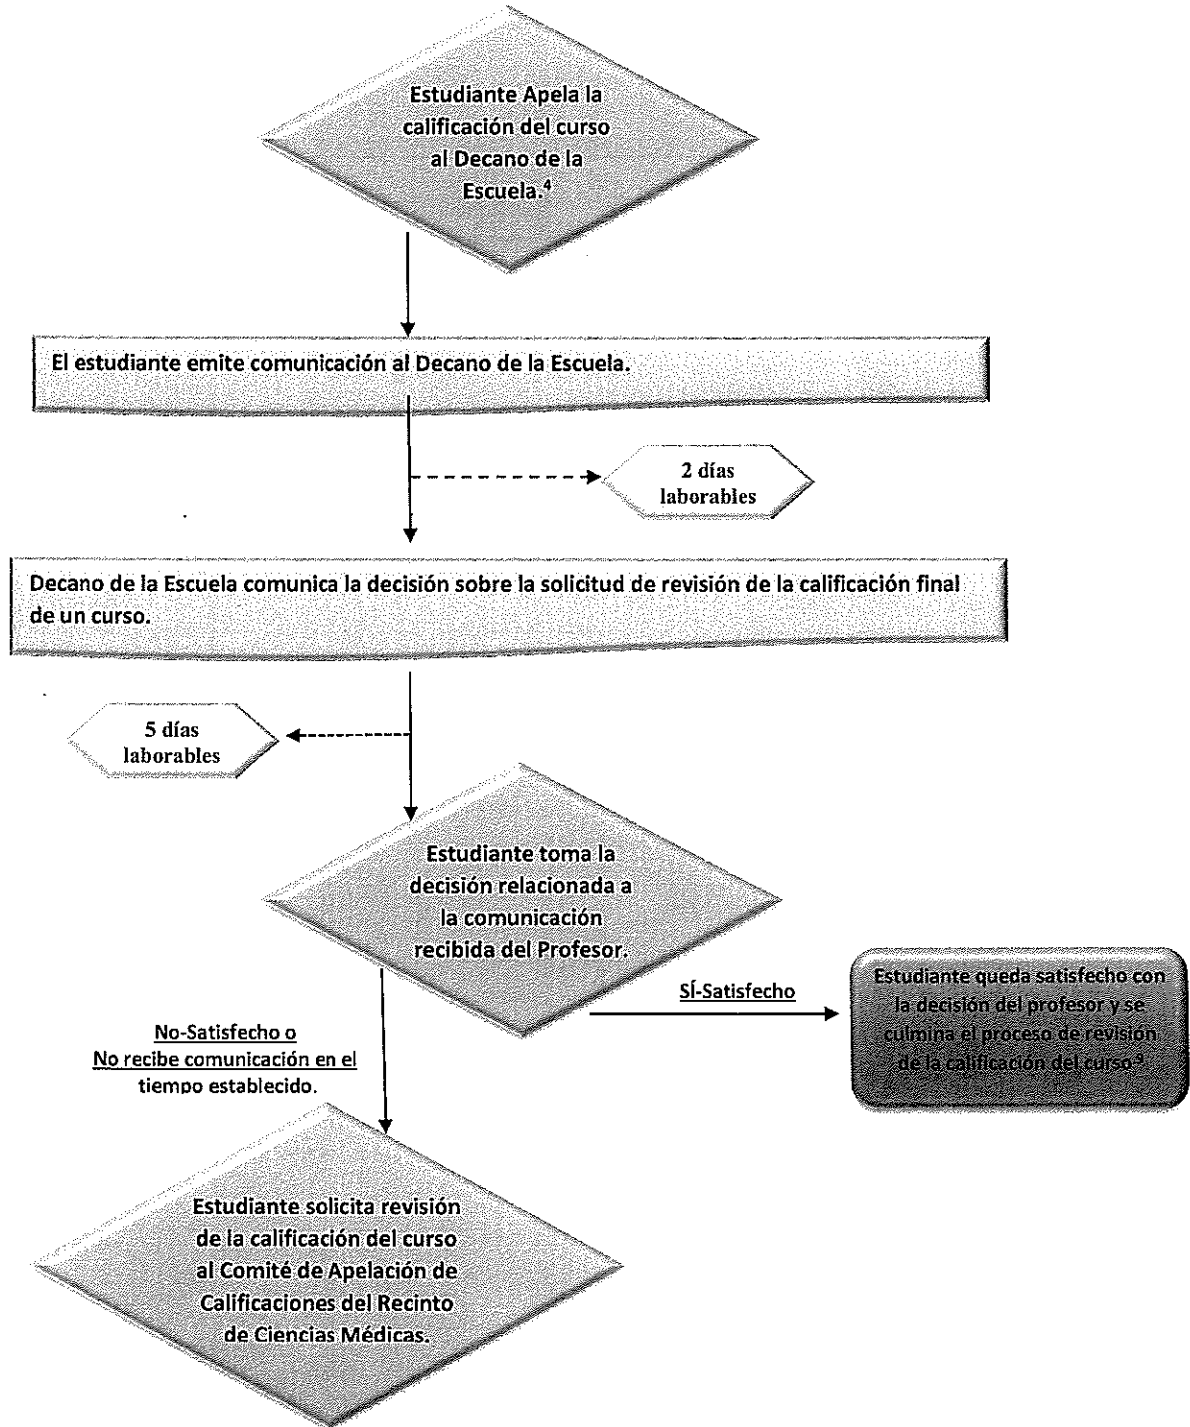 Estudiante Apela la
calificación del curso
al Decano de la
Escuela.⁴
El estudiante emite comunicación al Decano de la Escuela.
2 días
laborables
Decano de la Escuela comunica la decisión sobre la solicitud de revisión de la calificación final
de un curso.
5 días
laborables
Estudiante toma la
decisión relacionada a
la comunicación
recibida del Profesor.
SÍ-Satisfecho
Estudiante queda satisfecho con
la decisión del profesor y se
culmina el proceso de revisión
de la calificación del curso.
No-Satisfecho o
No recibe comunicación en el
tiempo establecido.
Estudiante solicita revisión
de la calificación del curso
al Comité de Apelación de
Calificaciones del Recinto
de Ciencias Médicas.